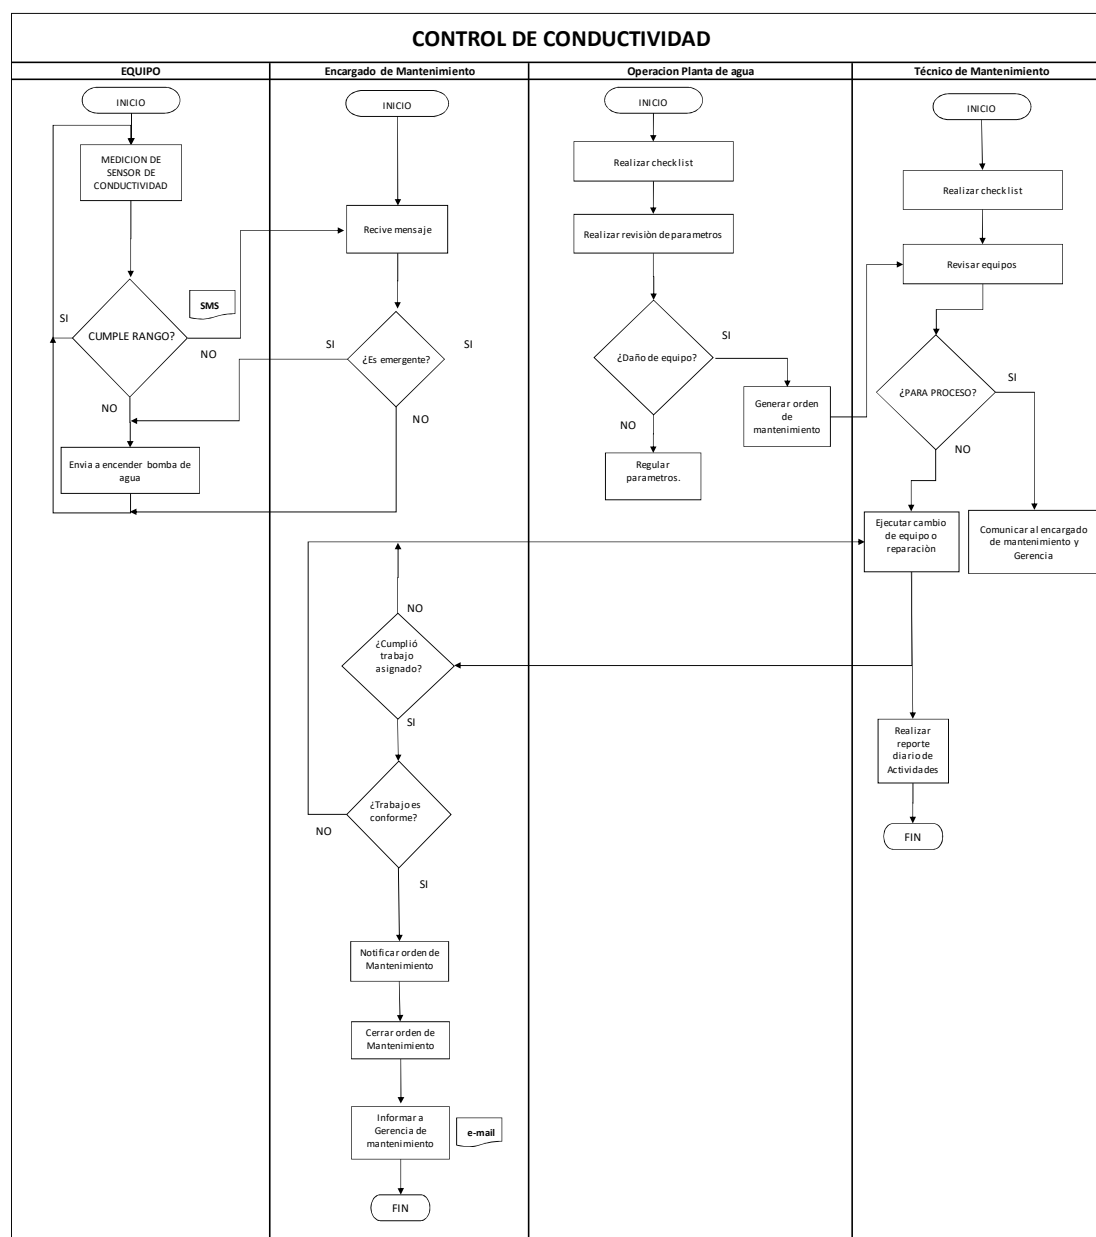 CONTROL DE CONDUCTIVIDAD
EQUIPO
Encargado de Mantenimiento
Operacion Planta de agua
Técnico de Mantenimiento
INICIO
MEDICION DE
SENSOR DE
CONDUCTIVIDAD
CUMPLE RANGO?
SI
NO
SMS
NO
Envia a encender bomba de
agua
INICIO
Recive mensaje
¿Es emergente?
SI
SI
NO
NO
¿Cumplió
trabajo
asignado?
SI
¿Trabajo es
conforme?
NO
SI
Notificar orden de
Mantenimiento
Cerrar orden de
Mantenimiento
Informar a
Gerencia de
mantenimiento
e-mail
FIN
INICIO
Realizar check list
Realizar revisiòn de parametros
¿Daño de equipo?
SI
NO
Generar orden
de
mantenimiento
Regular
parametros.
INICIO
Realizar check list
Revisar equipos
¿PARA PROCESO?
SI
NO
Ejecutar cambio
de equipo o
reparaciòn
Comunicar al encargado
de mantenimiento y
Gerencia
Realizar
reporte
diario de
Actividades
FIN